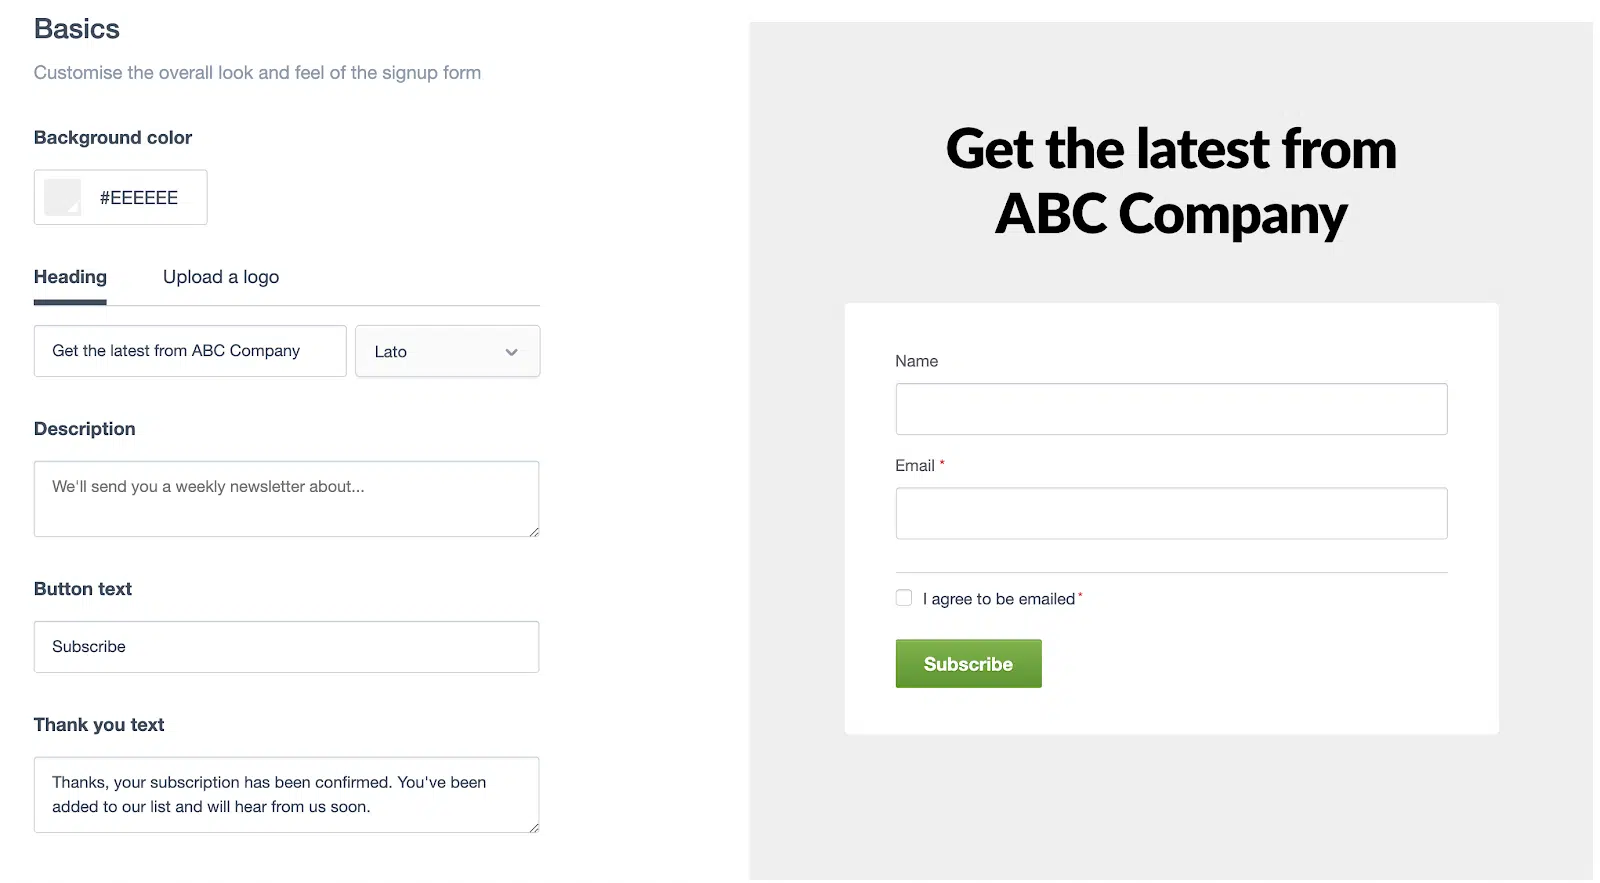 Basics
Customise the overall look and feel of the signup form
Background color
#EEEEEE
Heading
Upload a logo
Get the latest from ABC Company
Lato
Description
We'll send you a weekly newsletter about...
Button text
Subscribe
Thank you text
Thanks, your subscription has been confirmed. You've been
added to our list and will hear from us soon.
Get the latest from
ABC Company
Name
Email *
I agree to be emailed*
Subscribe